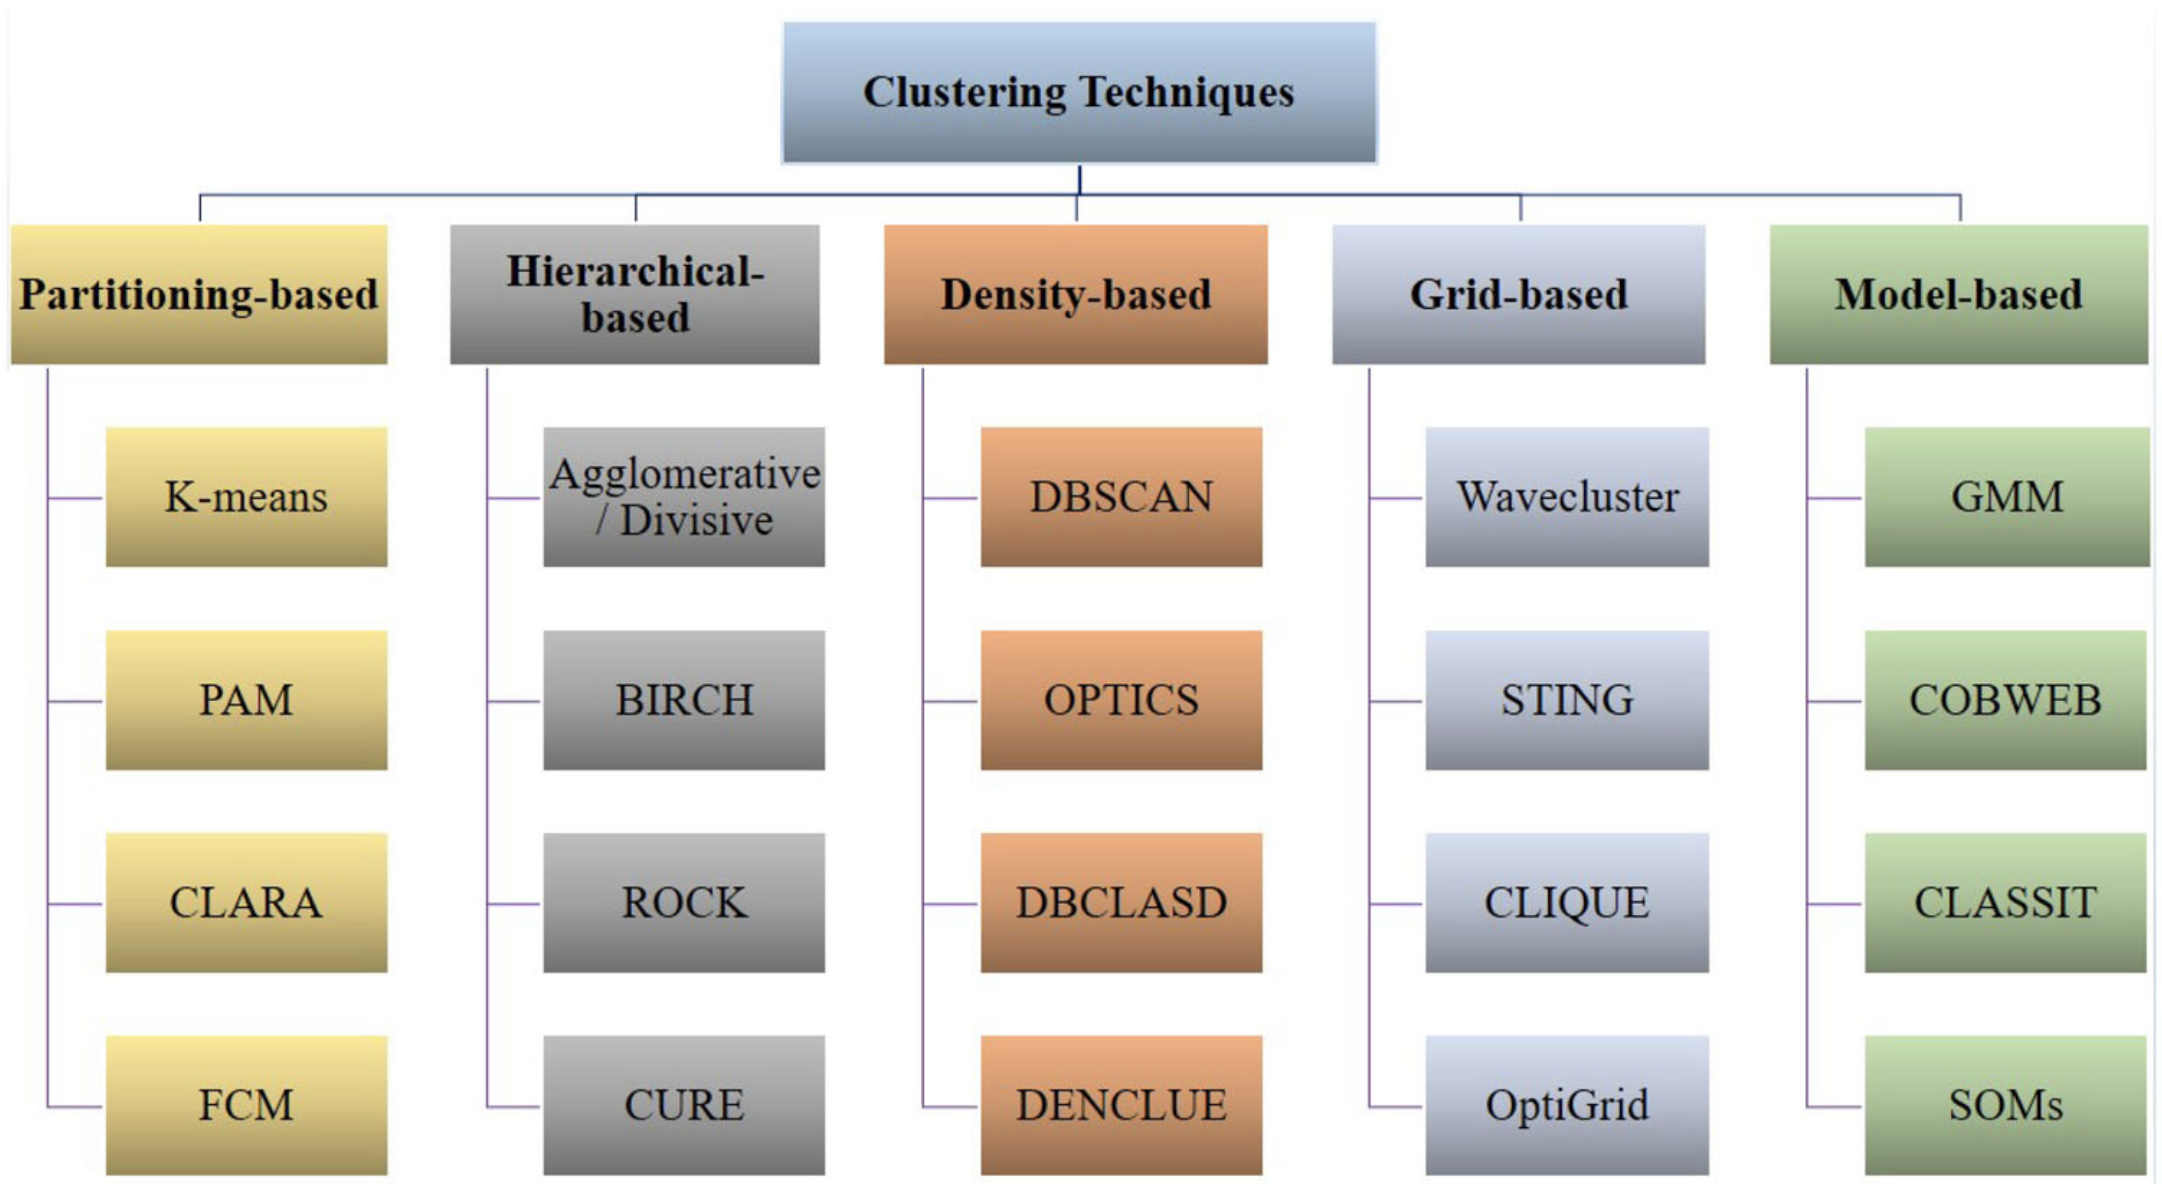 Clustering Techniques
Partitioning-based
Hierarchical-
based
Density-based
Grid-based
Model-based
K-means
Agglomerative
/ Divisive
DBSCAN
Wavecluster
GMM
PAM
BIRCH
OPTICS
STING
COBWEB
CLARA
ROCK
DBCLASD
CLIQUE
CLASSIT
FCM
CURE
DENCLUE
OptiGrid
SOMs